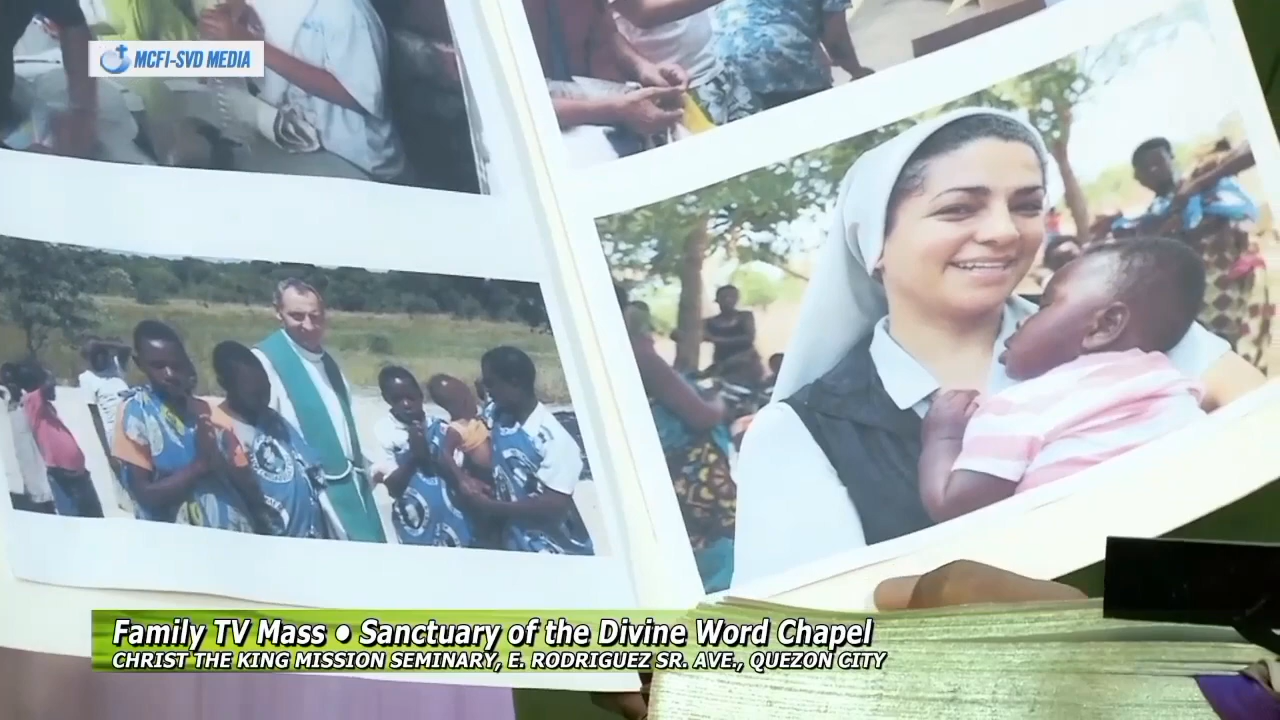 MCFI-SVD MEDIA
Family TV Mass • Sanctuary of the Divine Word Chapel
CHRIST THE KING MISSION SEMINARY, E. RODRIGUEZ SR. AVE., QUEZON CITY